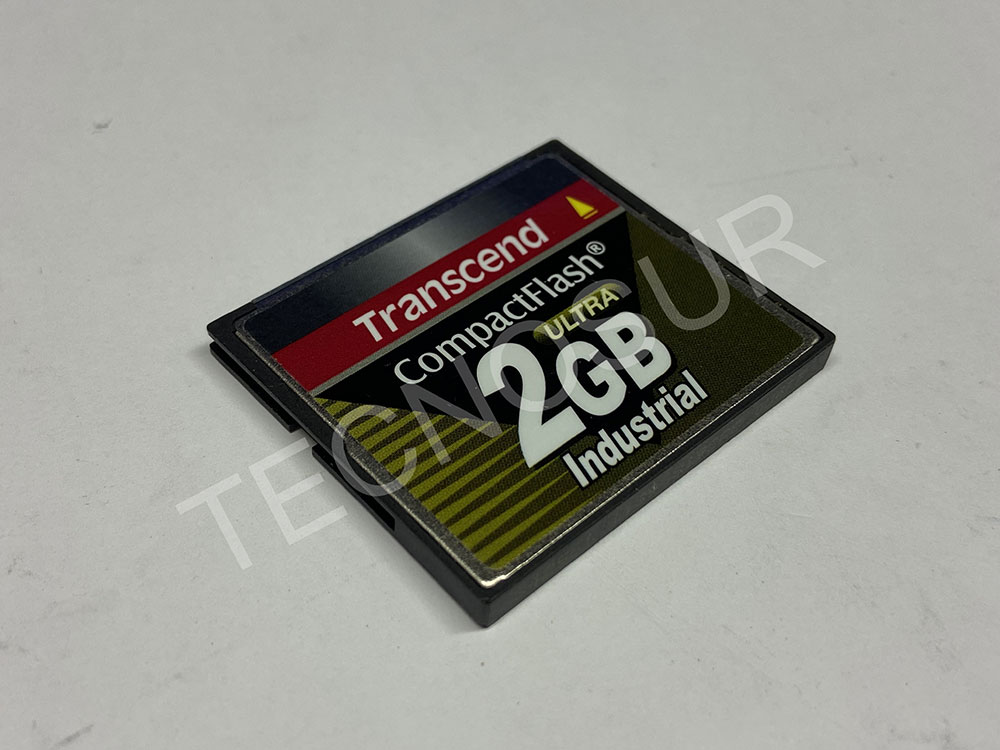 Transcend
CompactFlash®
ULTRA
2GB
Industrial
TECNOSUR